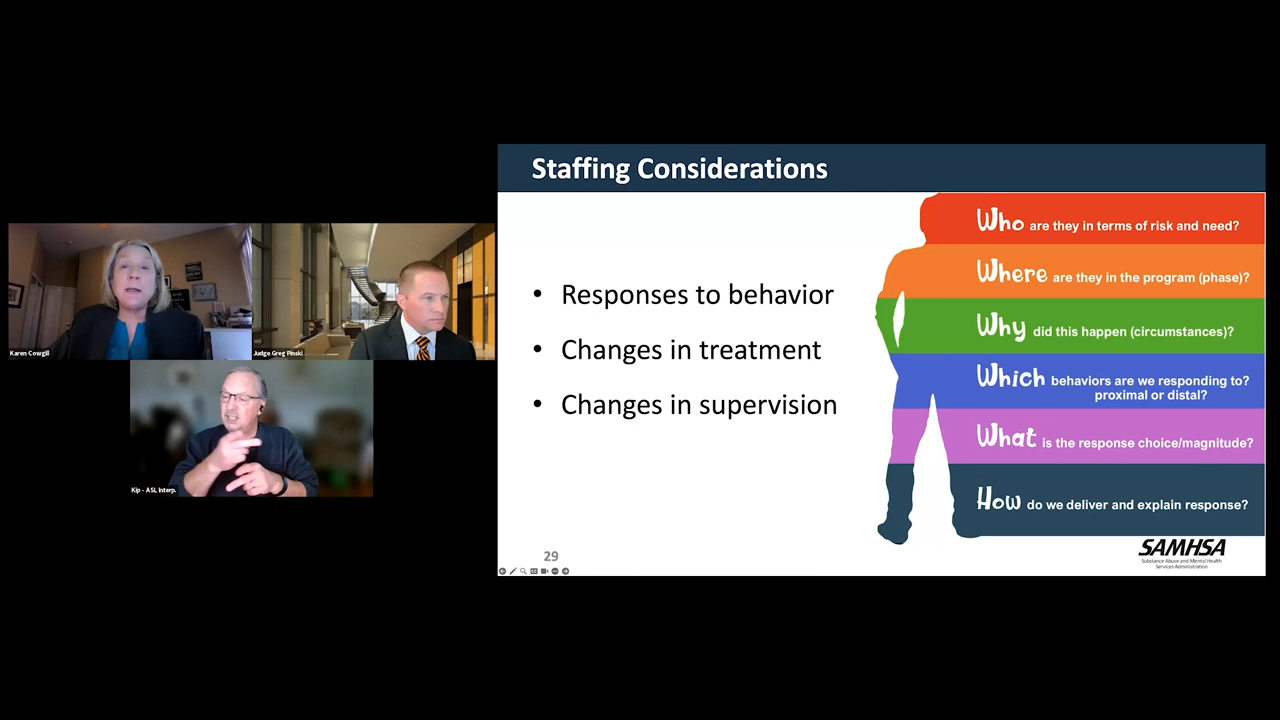 Staffing Considerations
• Responses to behavior
• Changes in treatment
• Changes in supervision
Who are they in terms of risk and need?
Where are they in the program (phase)?
Why did this happen (circumstances)?
Which behaviors are we responding to?
proximal or distal?
What is the response choice/magnitude?
How do we deliver and explain response?
29
SAMHSA
Substance Abuse and Mental Health
Services Administration
Karen Cowgill
Judge Greg Pinski
Kip - ASL Interp.